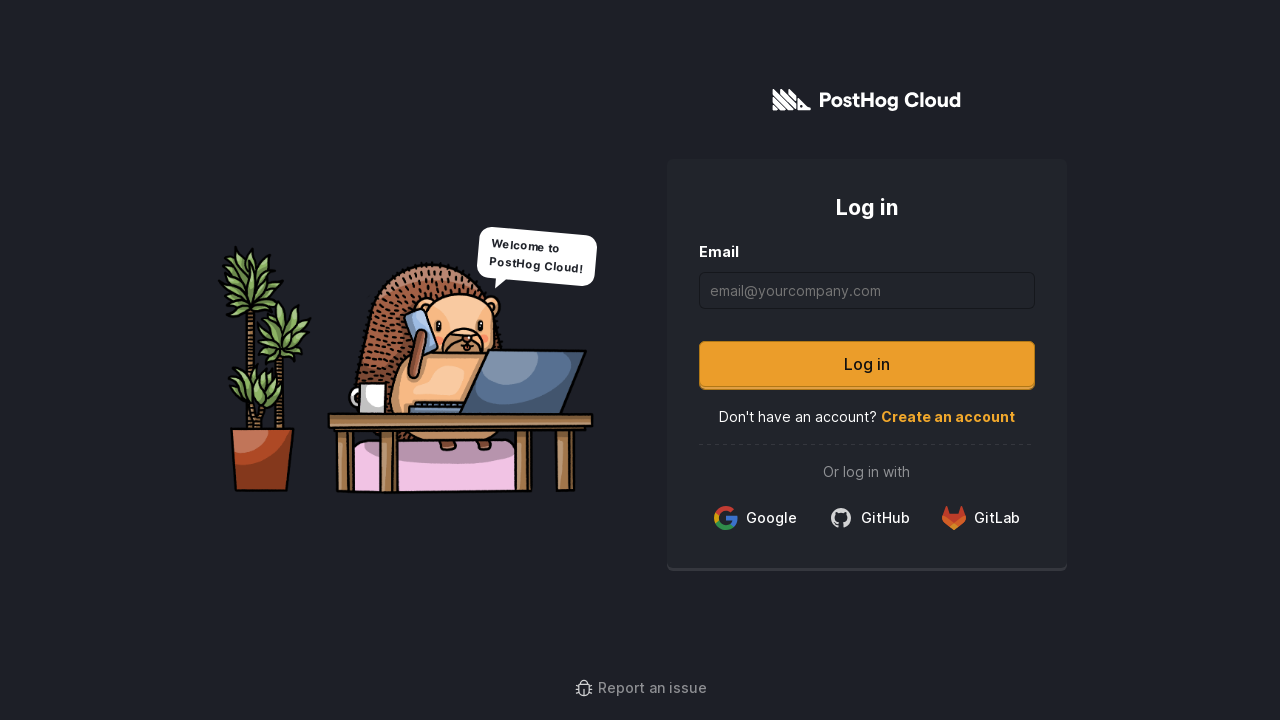 PostHog Cloud
Welcome to
PostHog Cloud!
Log in
Email
email@yourcompany.com
Log in
Don't have an account? Create an account
Or log in with
Google GitHub GitLab
Report an issue